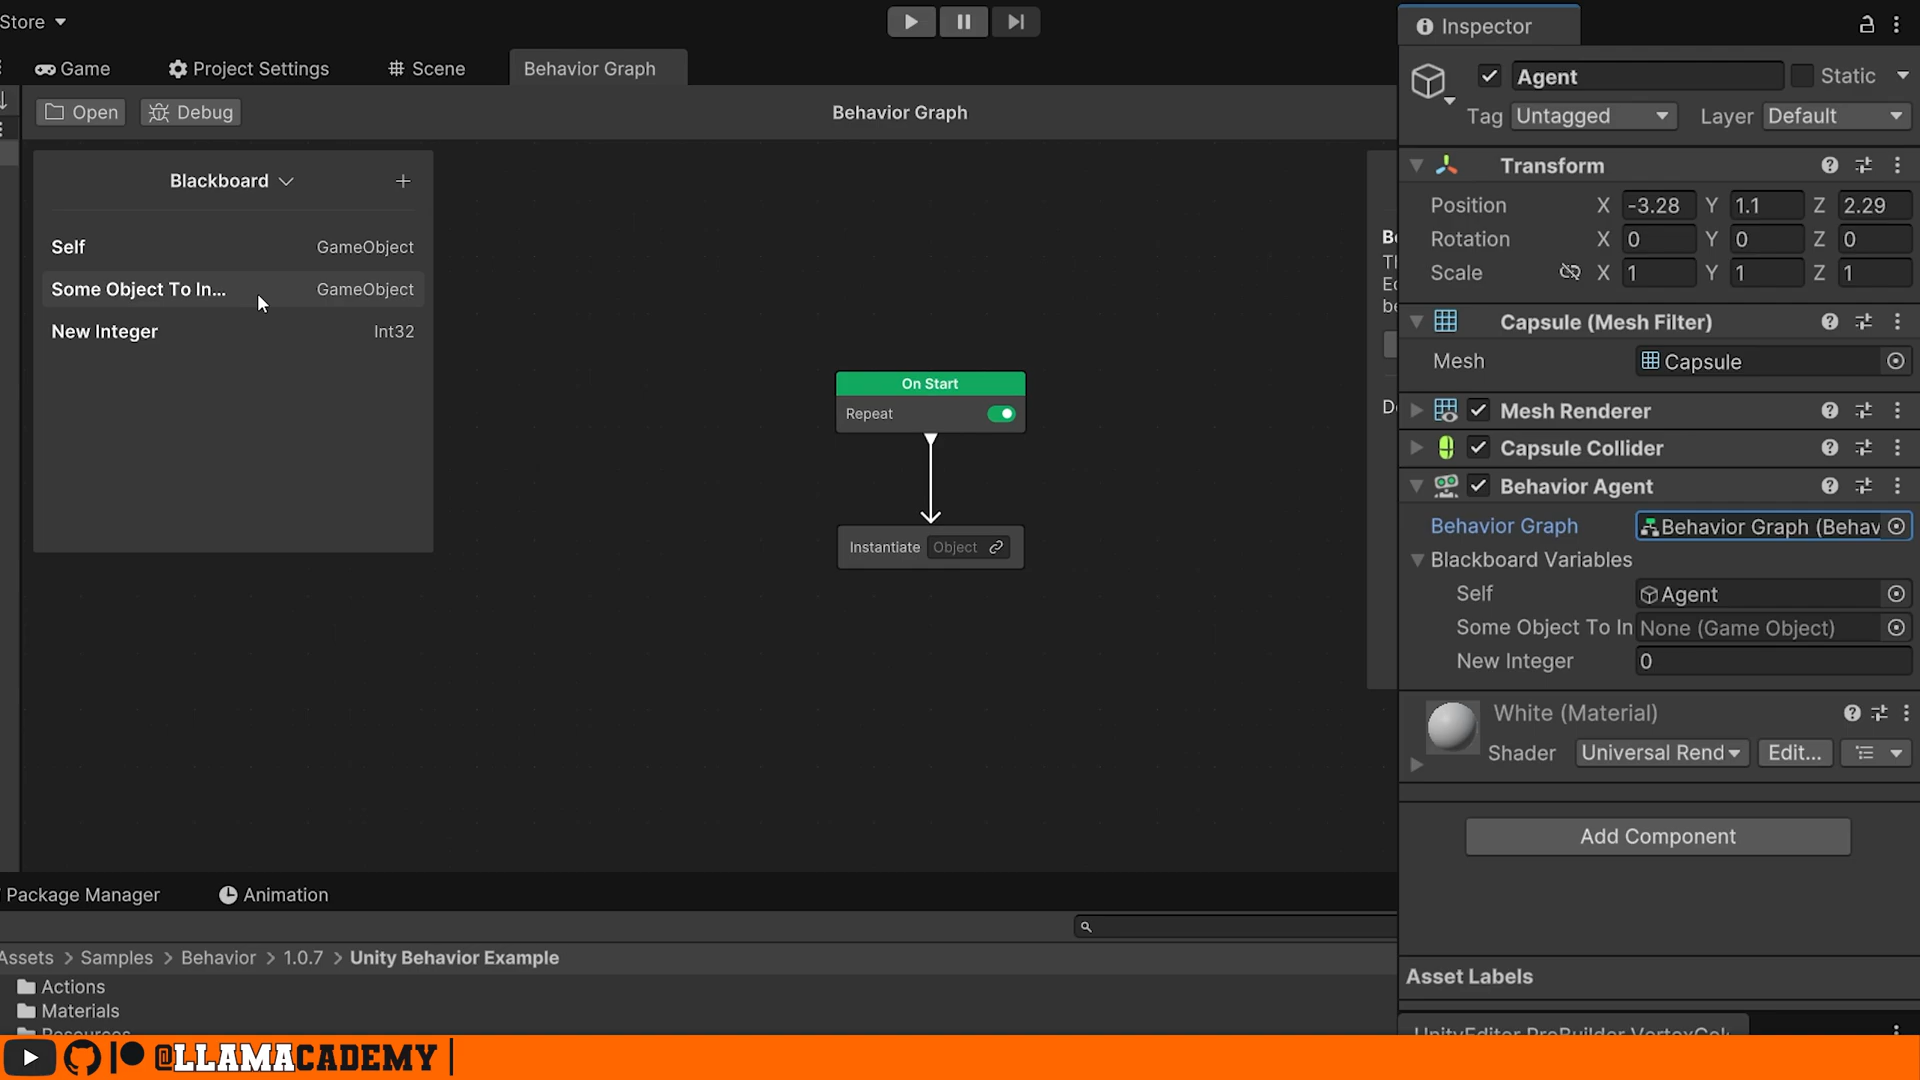 Store
Game
Project Settings
Scene
Behavior Graph
Open
Debug
Behavior Graph
Blackboard
Self GameObject
Some Object To In... GameObject
New Integer Int32
On Start
Repeat
Instantiate Object
Inspector
Agent
Static
Tag Untagged Layer Default
Transform
Position X -3.28 Y 1.1 Z 2.29
Rotation X 0 Y 0 Z 0
Scale X 1 Y 1 Z 1
Capsule (Mesh Filter)
Mesh Capsule
Mesh Renderer
Capsule Collider
Behavior Agent
Behavior Graph Behavior Graph (Behav
Blackboard Variables
Self Agent
Some Object To In None (Game Object)
New Integer 0
White (Material)
Shader Universal Rend Edit...
Add Component
Asset Labels
Package Manager
Animation
Assets > Samples > Behavior > 1.0.7 > Unity Behavior Example
Actions
Materials
Resources
@LLAMACADEMY